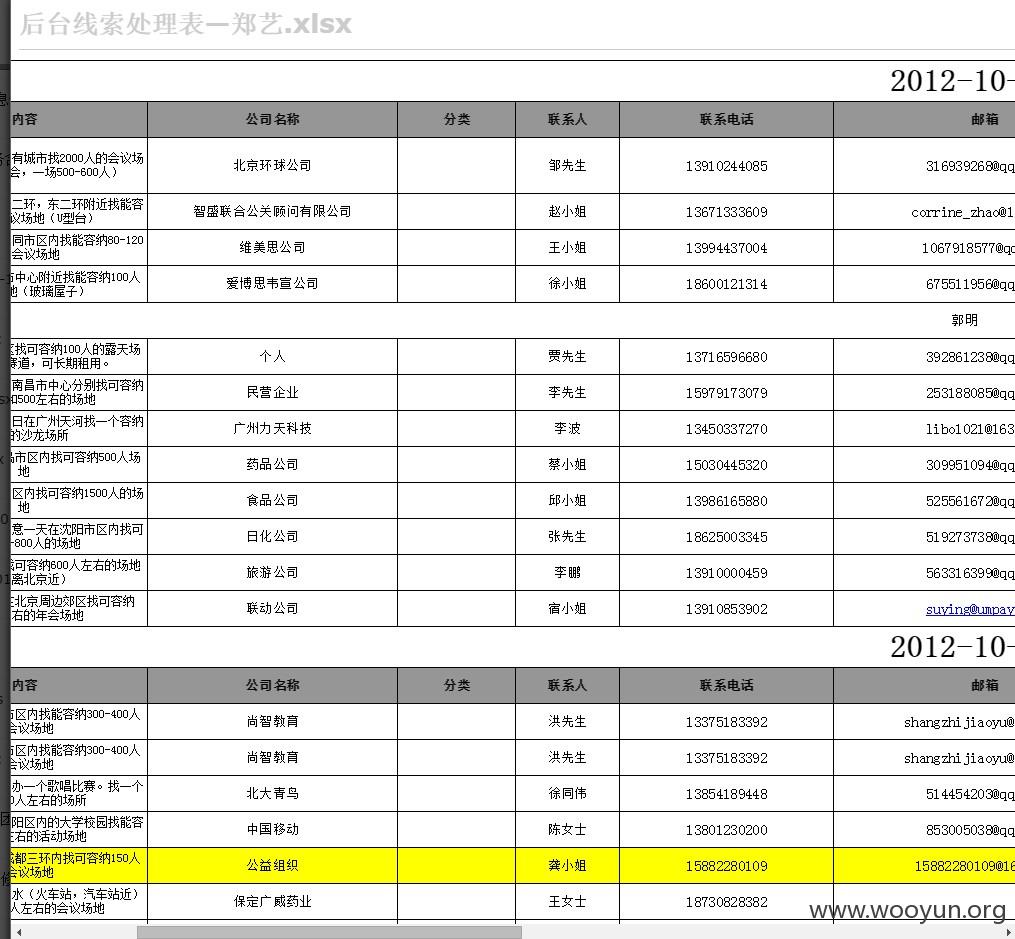 后台线索处理表—郑艺.xlsx
2012-10-
内容 公司名称 分类 联系人 联系电话 邮箱
有城市找2000人的会议场
会，一场500-600人） 北京环球公司 邹先生 13910244085 316939268@qq
二环，东二环附近找能容
议场地（U型台） 智盛联合公关顾问有限公司 赵小姐 13671333609 corrine_zhao@1
同市区内找能容纳80-120
会议场地 维美思公司 王小姐 13994437004 1067918577@qq
市中心附近找能容纳100人
地（玻璃屋子） 爱博思韦宣公司 徐小姐 18600121314 675511956@qq
郭明
区找可容纳100人的露天场
赛道，可长期租用。 个人 贾先生 13716596680 392861238@qq
南昌市中心分别找可容纳
和500左右的场地 民营企业 李先生 15979173079 253188085@qq
日在广州天河找一个容纳
的沙龙场所 广州力天科技 李波 13450337270 libo1021@163
市区内找可容纳500人场
地 药品公司 蔡小姐 15030445320 309951094@qq
区内找可容纳1500人的场
地 食品公司 邱小姐 13986165880 525561672@qq
意一天在沈阳市区内找可
-800人的场地 日化公司 张先生 18625003345 519273738@qq
找可容纳600人左右的场地
离北京近） 旅游公司 李鹏 13910000459 563316399@qq
北京周边郊区找可容纳
右的年会场地 联动公司 宿小姐 13910853902 suying@umpay
2012-10-
内容 公司名称 分类 联系人 联系电话 邮箱
市区内找能容纳300-400人
会议场地 尚智教育 洪先生 13375183392 shangzhijiaoyu@
市区内找能容纳300-400人
会议场地 尚智教育 洪先生 13375183392 shangzhijiaoyu@
办一个歌唱比赛。找一个
0人左右的场所 北大青鸟 徐同伟 13854189448 514454203@qq
阳区内的大学校园找能容
左右的活动场地 中国移动 陈女士 13801230200 853005038@qq
成都三环内找可容纳150人
会议场地 公益组织 龚小姐 15882280109 15882280109@16
水（火车站，汽车站近）
人左右的会议场地 保定广威药业 王女士 18730828382
www.wooyun.org